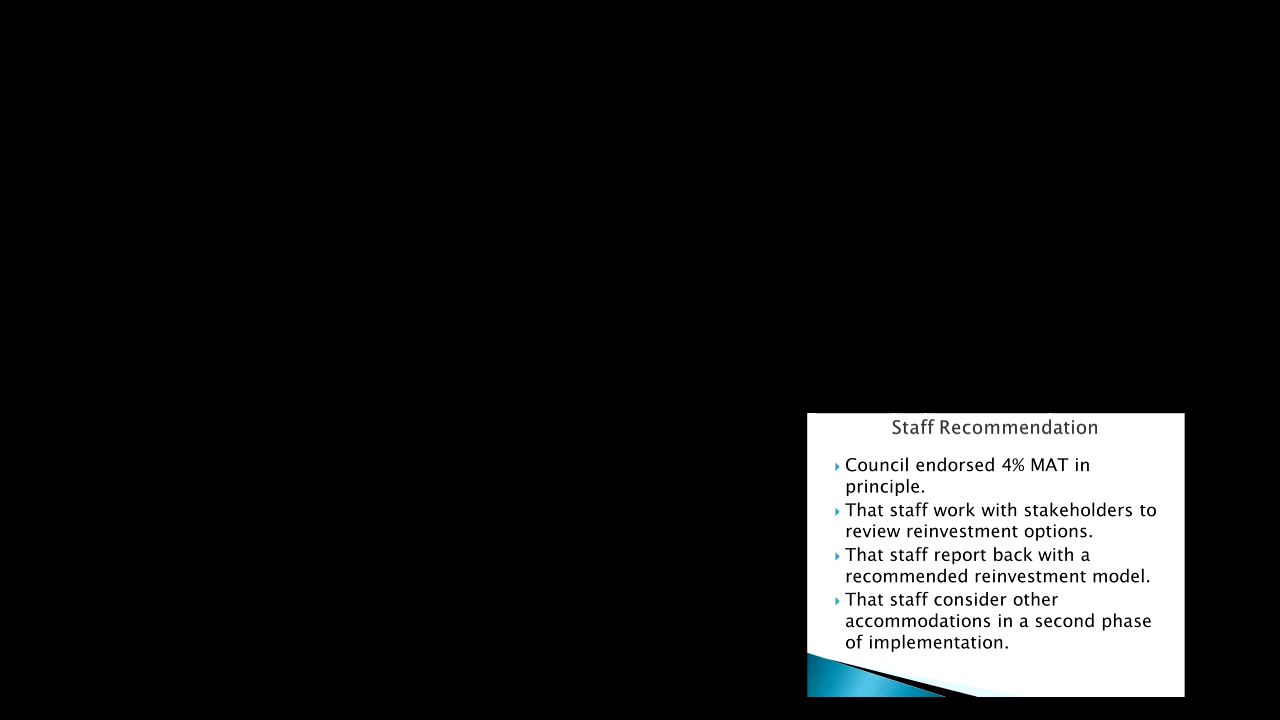 Staff Recommendation
Council endorsed 4% MAT in
principle.
That staff work with stakeholders to
review reinvestment options.
That staff report back with a
recommended reinvestment model.
That staff consider other
accommodations in a second phase
of implementation.